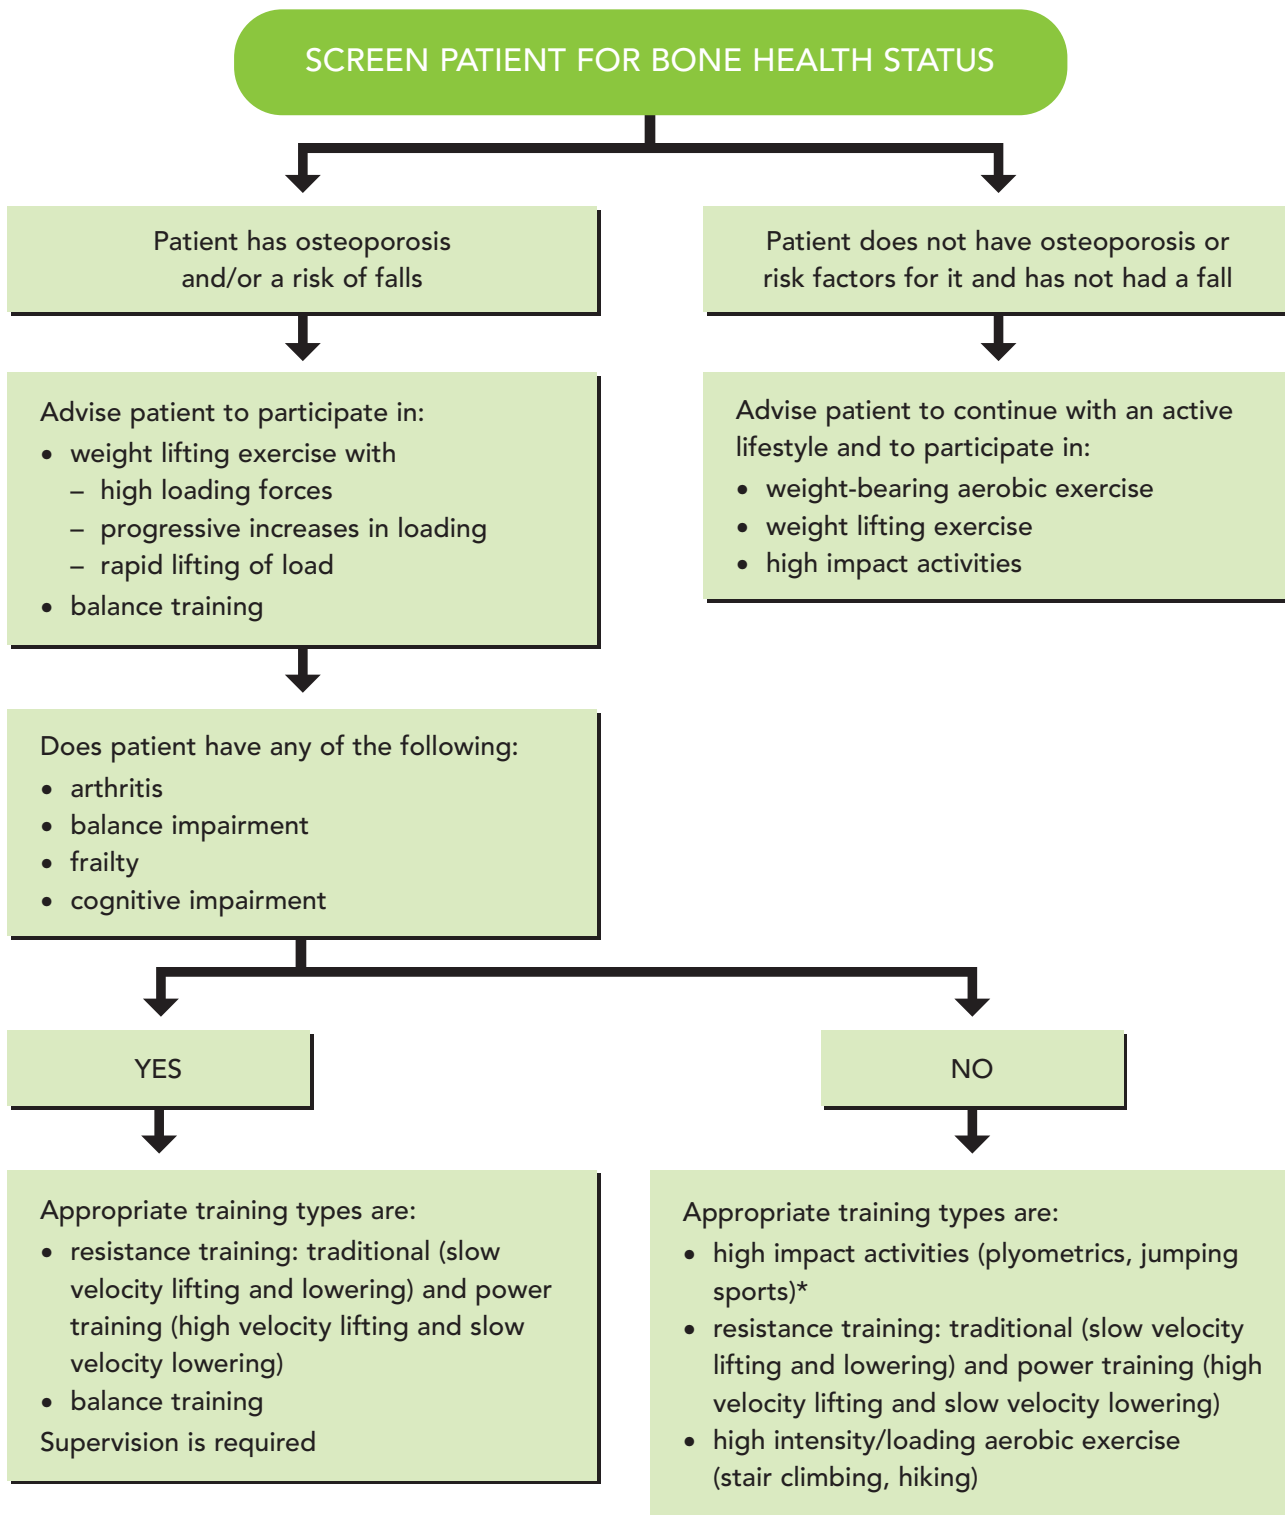 SCREEN PATIENT FOR BONE HEALTH STATUS
Patient has osteoporosis
and/or a risk of falls
Patient does not have osteoporosis or
risk factors for it and has not had a fall
Advise patient to participate in:
• weight lifting exercise with
– high loading forces
– progressive increases in loading
– rapid lifting of load
• balance training
Advise patient to continue with an active
lifestyle and to participate in:
• weight-bearing aerobic exercise
• weight lifting exercise
• high impact activities
Does patient have any of the following:
• arthritis
• balance impairment
• frailty
• cognitive impairment
YES
NO
Appropriate training types are:
• resistance training: traditional (slow
velocity lifting and lowering) and power
training (high velocity lifting and slow
velocity lowering)
• balance training
Supervision is required
Appropriate training types are:
• high impact activities (plyometrics, jumping
sports)*
• resistance training: traditional (slow velocity
lifting and lowering) and power training (high
velocity lifting and slow velocity lowering)
• high intensity/loading aerobic exercise
(stair climbing, hiking)